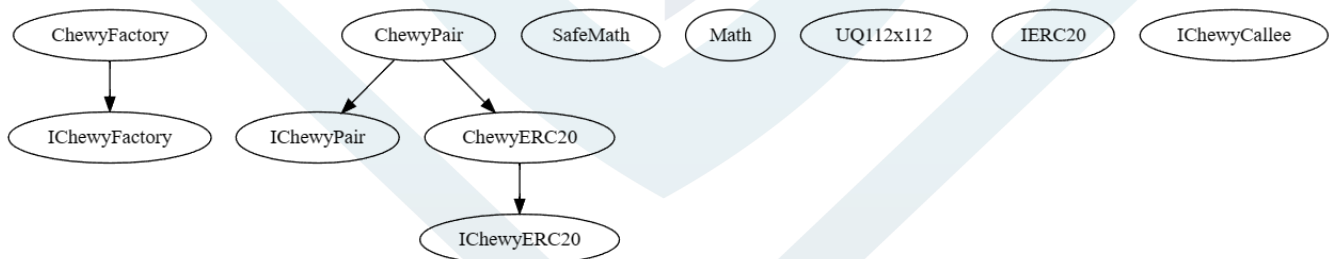 ChewyFactory
ChewyPair
SafeMath
Math
UQ112x112
IERC20
IChewyCallee
IChewyFactory
IChewyPair
ChewyERC20
IChewyERC20